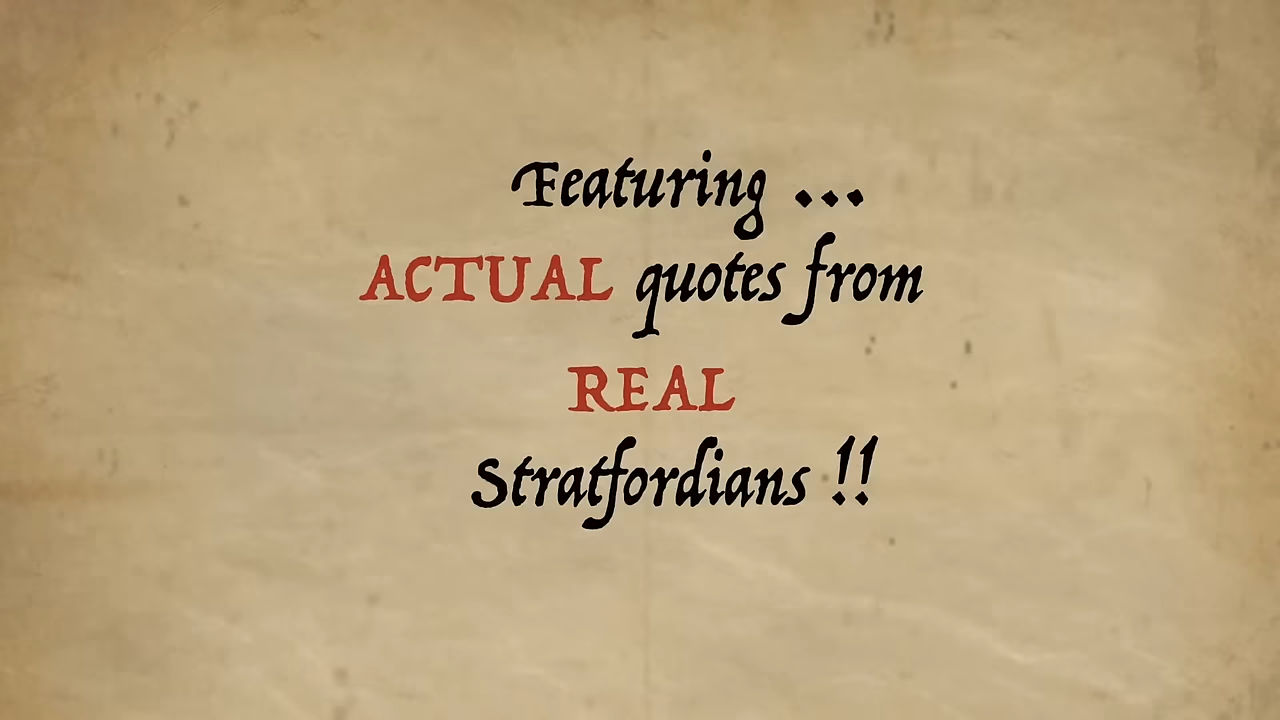 Featuring ...
ACTUAL quotes from
REAL
Stratfordians !!